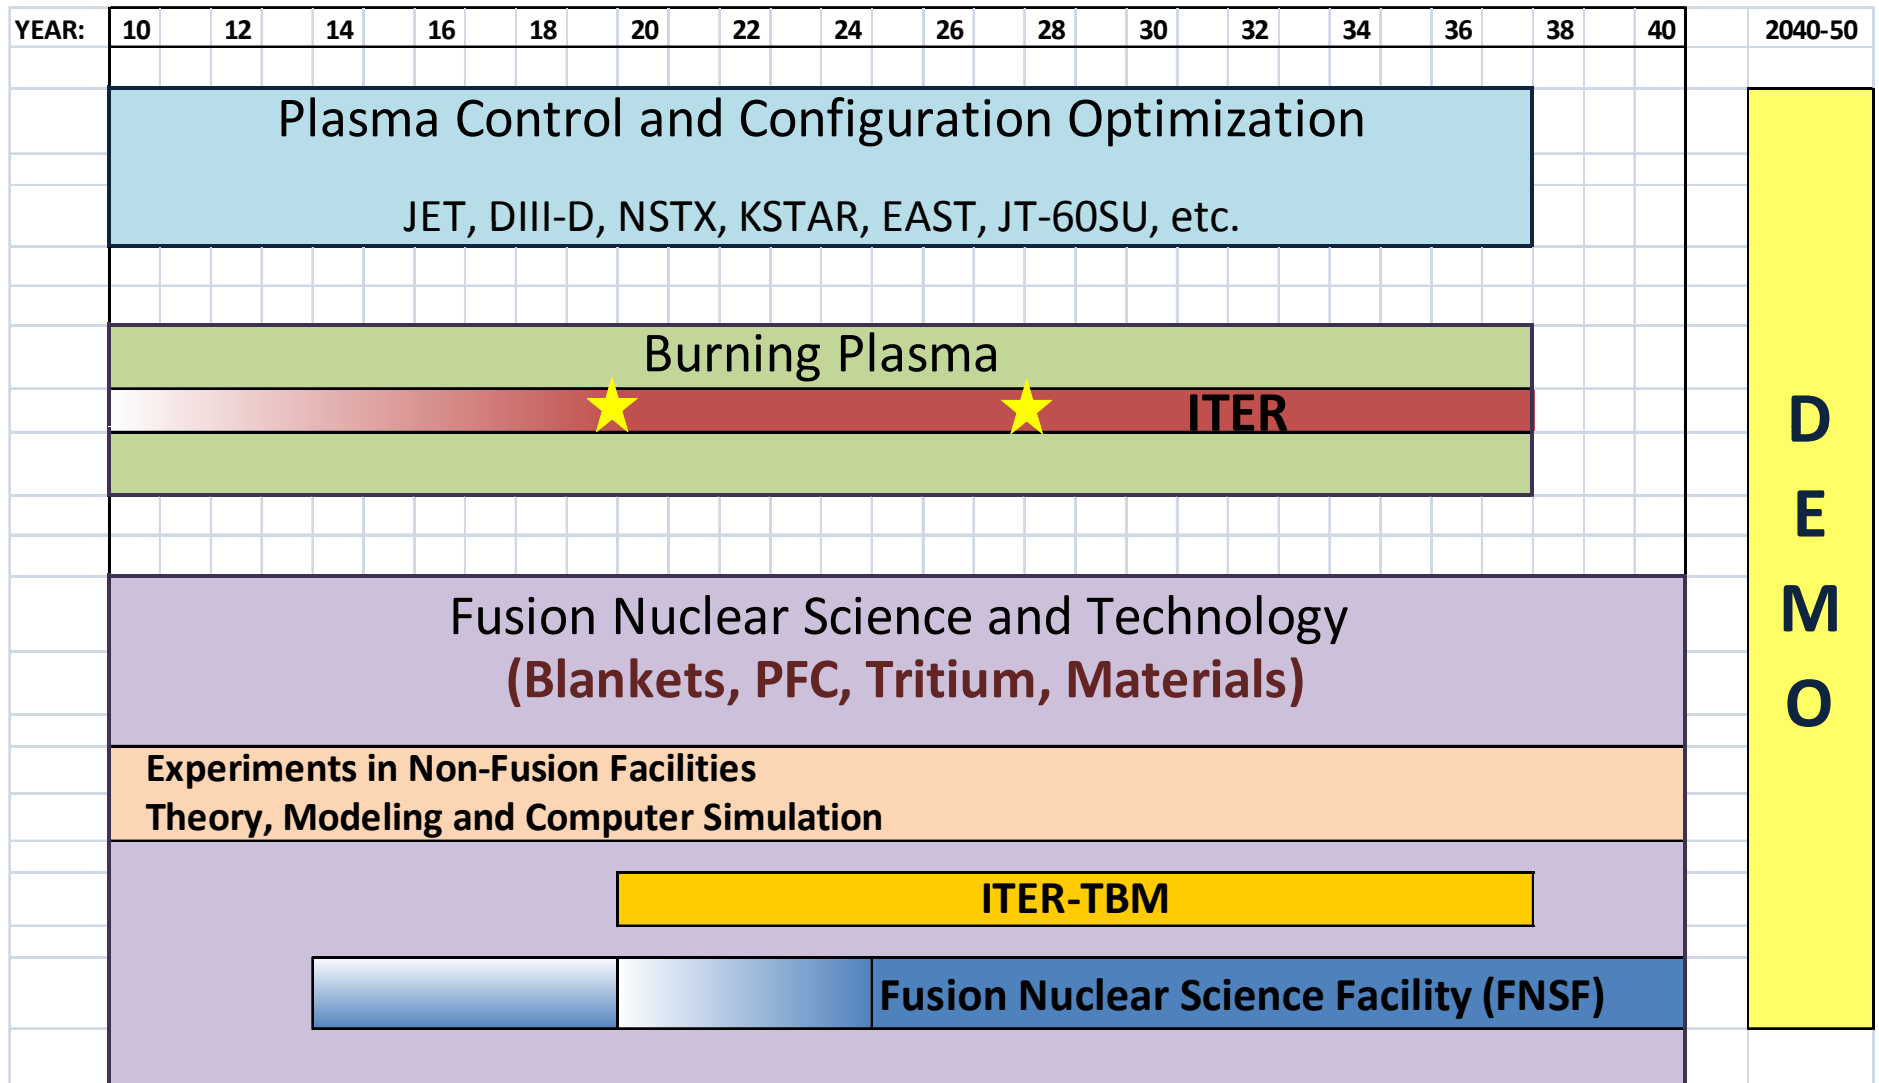 YEAR: 10 12 14 16 18 20 22 24 26 28 30 32 34 36 38 40 2040-50
Plasma Control and Configuration Optimization
JET, DIII-D, NSTX, KSTAR, EAST, JT-60SU, etc.
Burning Plasma
ITER
Fusion Nuclear Science and Technology
(Blankets, PFC, Tritium, Materials)
Experiments in Non-Fusion Facilities
Theory, Modeling and Computer Simulation
ITER-TBM
Fusion Nuclear Science Facility (FNSF)
D
E
M
O